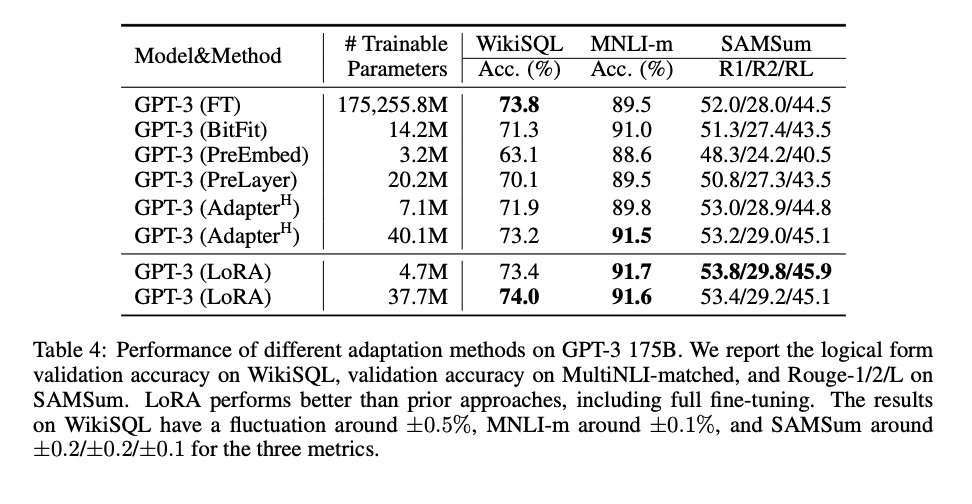 Model&Method # Trainable Parameters WikiSQL MNLI-m SAMSum
Acc. (%) Acc. (%) R1/R2/RL
GPT-3 (FT) 175,255.8M 73.8 89.5 52.0/28.0/44.5
GPT-3 (BitFit) 14.2M 71.3 91.0 51.3/27.4/43.5
GPT-3 (PreEmbed) 3.2M 63.1 88.6 48.3/24.2/40.5
GPT-3 (PreLayer) 20.2M 70.1 89.5 50.8/27.3/43.5
GPT-3 (Adapterᴴ) 7.1M 71.9 89.8 53.0/28.9/44.8
GPT-3 (Adapterᴴ) 40.1M 73.2 91.5 53.2/29.0/45.1
GPT-3 (LoRA) 4.7M 73.4 91.7 53.8/29.8/45.9
GPT-3 (LoRA) 37.7M 74.0 91.6 53.4/29.2/45.1
Table 4: Performance of different adaptation methods on GPT-3 175B. We report the logical form
validation accuracy on WikiSQL, validation accuracy on MultiNLI-matched, and Rouge-1/2/L on
SAMSum. LoRA performs better than prior approaches, including full fine-tuning. The results
on WikiSQL have a fluctuation around ±0.5%, MNLI-m around ±0.1%, and SAMSum around
±0.2/±0.2/±0.1 for the three metrics.